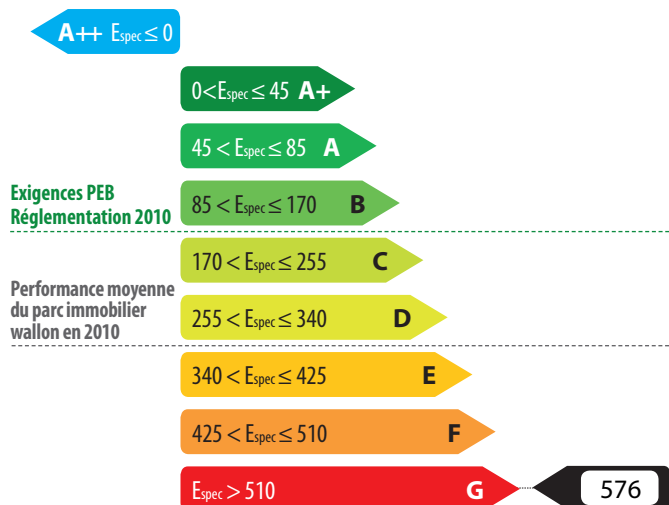 A++ Espec ≤ 0
0<Espec ≤ 45 A+
45 < Espec ≤ 85 A
Exigences PEB
Réglementation 2010
85 < Espec ≤ 170 B
170 < Espec ≤ 255 C
Performance moyenne
du parc immobilier
wallon en 2010
255 < Espec ≤ 340 D
340 < Espec ≤ 425 E
425 < Espec ≤ 510 F
Espec > 510 G 576